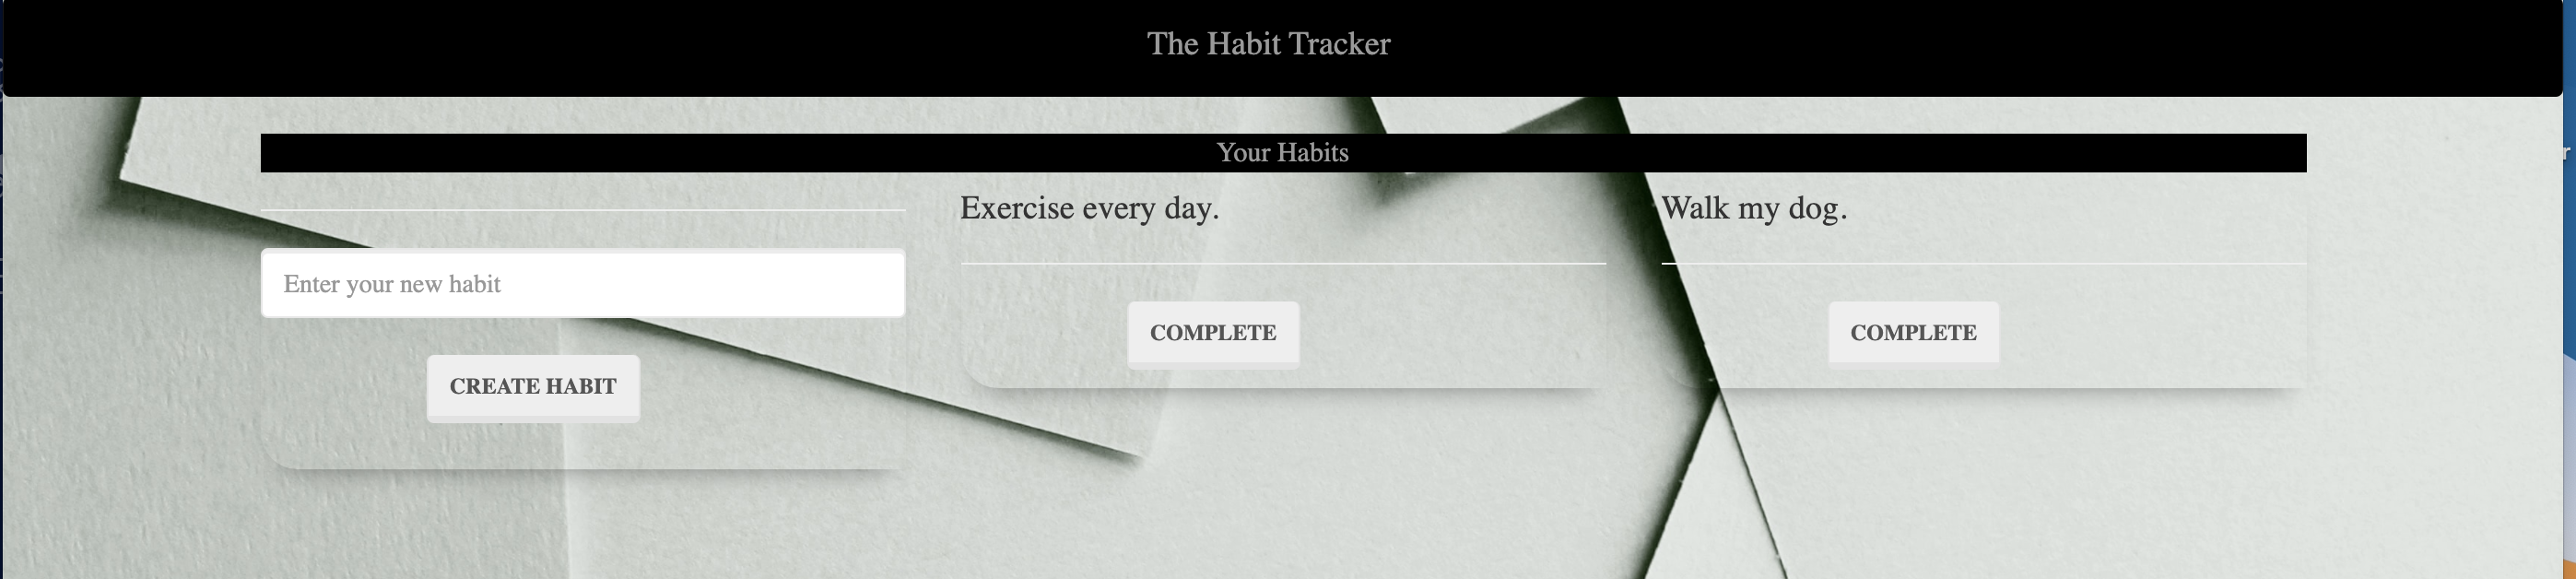 The Habit Tracker
Your Habits
Enter your new habit
CREATE HABIT
Exercise every day.
COMPLETE
Walk my dog.
COMPLETE